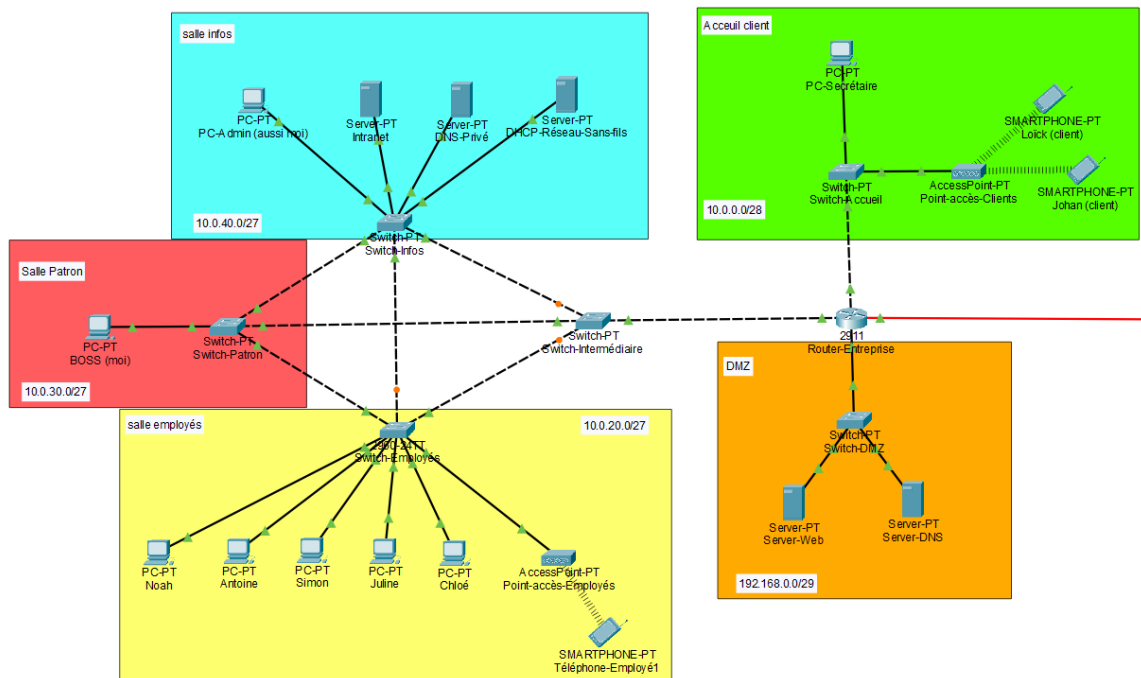 salle infos
PC-PT
PC-Admin (aussi moi)
Server-PT
Intranet
Server-PT
DNS-Privé
Server-PT
DHCP-Réseau-Sans-fils
Switch-PT
Switch-Infos
10.0.40.0/27
Acceuil client
PC-PT
PC-Secrétaire
SMARTPHONE-PT
Loïck (client)
Switch-PT
Switch-Accueil
AccessPoint-PT
Point-accès-Clients
SMARTPHONE-PT
Johan (client)
10.0.0.0/28
Salle Patron
PC-PT
BOSS (moi)
Switch-PT
Switch-Patron
10.0.30.0/27
Switch-PT
Switch-Intermédiaire
2911
Router-Entreprise
salle employés
10.0.20.0/27
2960-24TT
Switch-Employés
PC-PT
Noah
PC-PT
Antoine
PC-PT
Simon
PC-PT
Juline
PC-PT
Chloé
AccessPoint-PT
Point-accès-Employés
SMARTPHONE-PT
Téléphone-Employé1
DMZ
Switch-PT
Switch-DMZ
Server-PT
Server-Web
Server-PT
Server-DNS
192.168.0.0/29